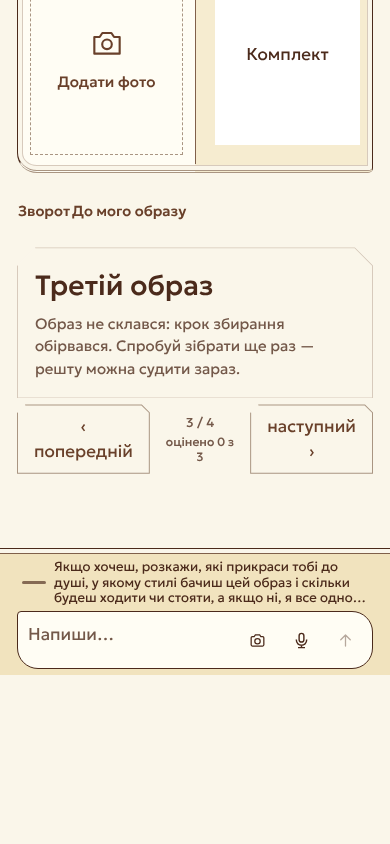 Додати фото
Комплект
Зворот До мого образу
Третій образ
Образ не склався: крок збирання
обірвався. Спробуй зібрати ще раз —
решту можна судити зараз.
‹
попередній
3 / 4
оцінено 0 з
3
наступний
›
Якщо хочеш, розкажи, які прикраси тобі до
душі, у якому стилі бачиш цей образ і скільки
будеш ходити чи стояти, а якщо ні, я все одно…
Напиши…